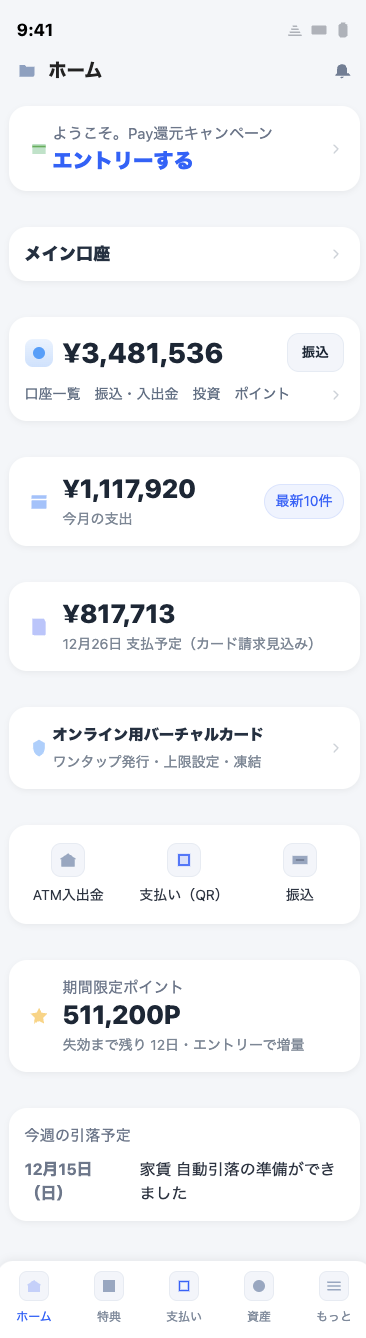 9:41
ホーム
ようこそ。Pay還元キャンペーン
エントリーする
メイン口座
¥3,481,536
振込
口座一覧 振込・入出金 投資 ポイント
¥1,117,920
今月の支出
最新10件
¥817,713
12月26日 支払予定（カード請求見込み）
オンライン用バーチャルカード
ワンタップ発行・上限設定・凍結
ATM入出金 支払い（QR） 振込
期間限定ポイント
511,200P
失効まで残り 12日・エントリーで増量
今週の引落予定
12月15日
（日）
家賃 自動引落の準備ができ
ました
ホーム 特典 支払い 資産 もっと